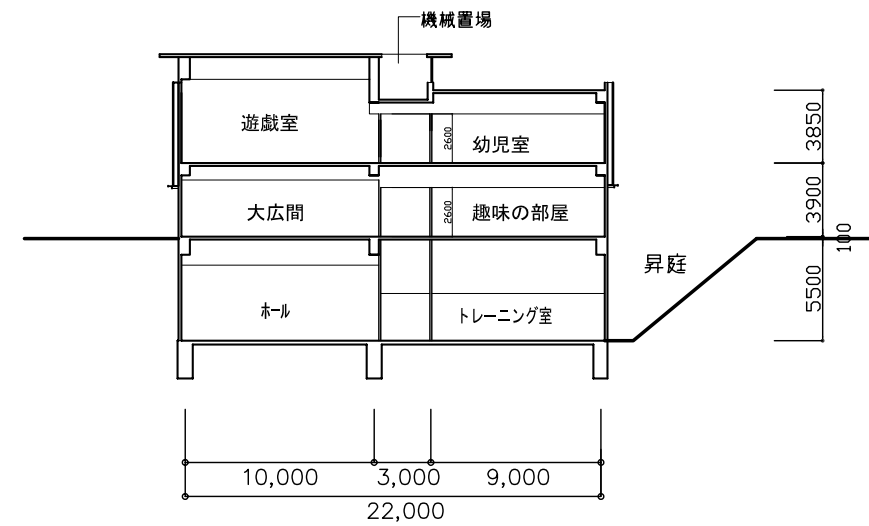 機械置場
遊戯室
2600
幼児室
3850
大広間
2600
趣味の部屋
3900
100
昇庭
ホール
トレーニング室
5500
10,000
3,000
9,000
22,000